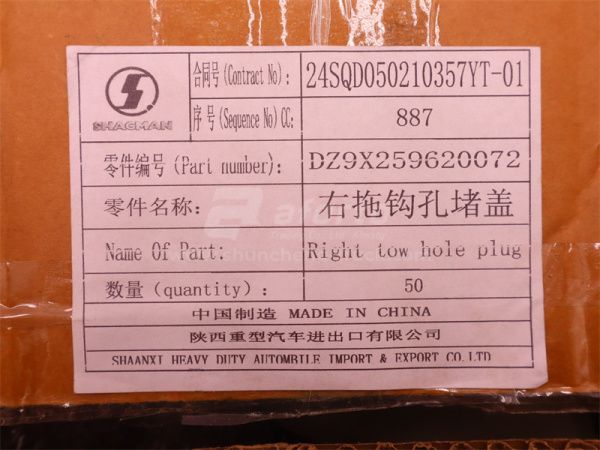 SHACMAN
合同号(Contract No): 24SQD050210357YT-01
序号(Sequence No)CC: 887
零件编号(Part number): DZ9X259620072
零件名称: 右拖钩孔堵盖
Name Of Part: Right tow hole plug
数量(quantity): 50
中国制造 MADE IN CHINA
陕西重型汽车进出口有限公司
SHAANXI HEAVY DUTY AUTOMBILE IMPORT & EXPORT CO.LTD